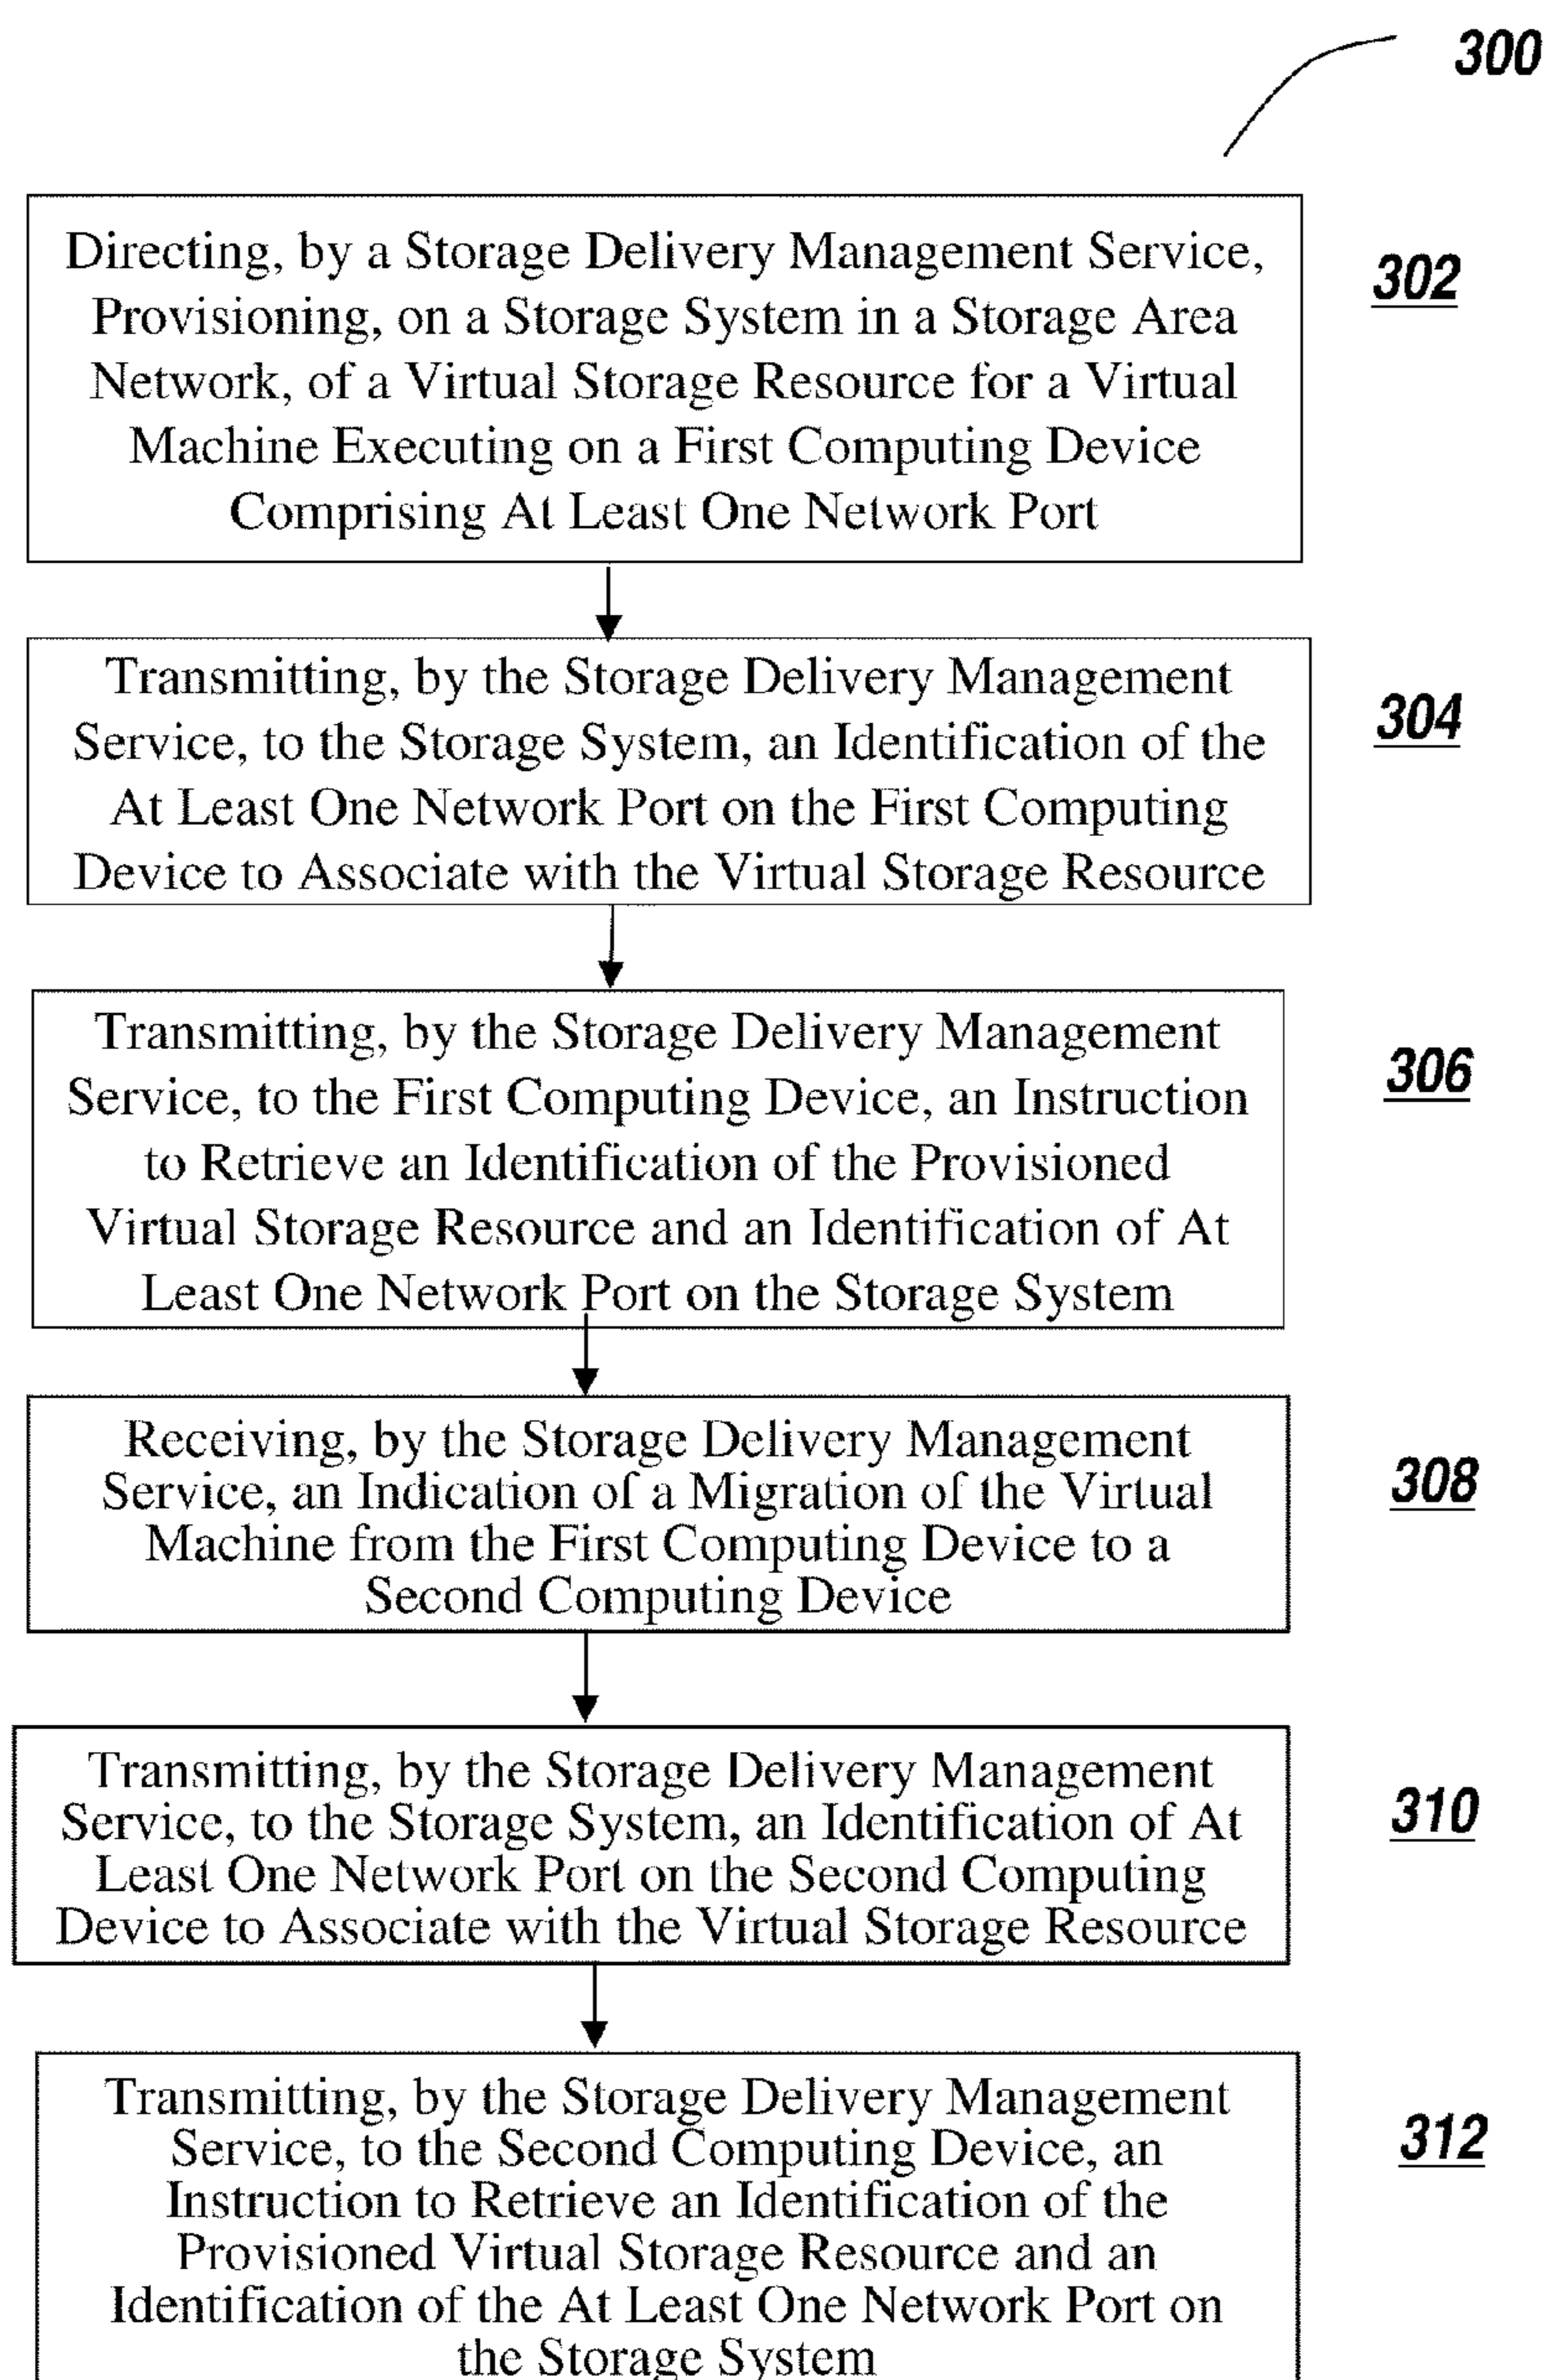 300
Directing, by a Storage Delivery Management Service,
Provisioning, on a Storage System in a Storage Area
Network, of a Virtual Storage Resource for a Virtual
Machine Executing on a First Computing Device
Comprising At Least One Network Port
302
Transmitting, by the Storage Delivery Management
Service, to the Storage System, an Identification of the
At Least One Network Port on the First Computing
Device to Associate with the Virtual Storage Resource
304
Transmitting, by the Storage Delivery Management
Service, to the First Computing Device, an Instruction
to Retrieve an Identification of the Provisioned
Virtual Storage Resource and an Identification of At
Least One Network Port on the Storage System
306
Receiving, by the Storage Delivery Management
Service, an Indication of a Migration of the Virtual
Machine from the First Computing Device to a
Second Computing Device
308
Transmitting, by the Storage Delivery Management
Service, to the Storage System, an Identification of At
Least One Network Port on the Second Computing
Device to Associate with the Virtual Storage Resource
310
Transmitting, by the Storage Delivery Management
Service, to the Second Computing Device, an
Instruction to Retrieve an Identification of the
Provisioned Virtual Storage Resource and an
Identification of the At Least One Network Port on
the Storage System
312